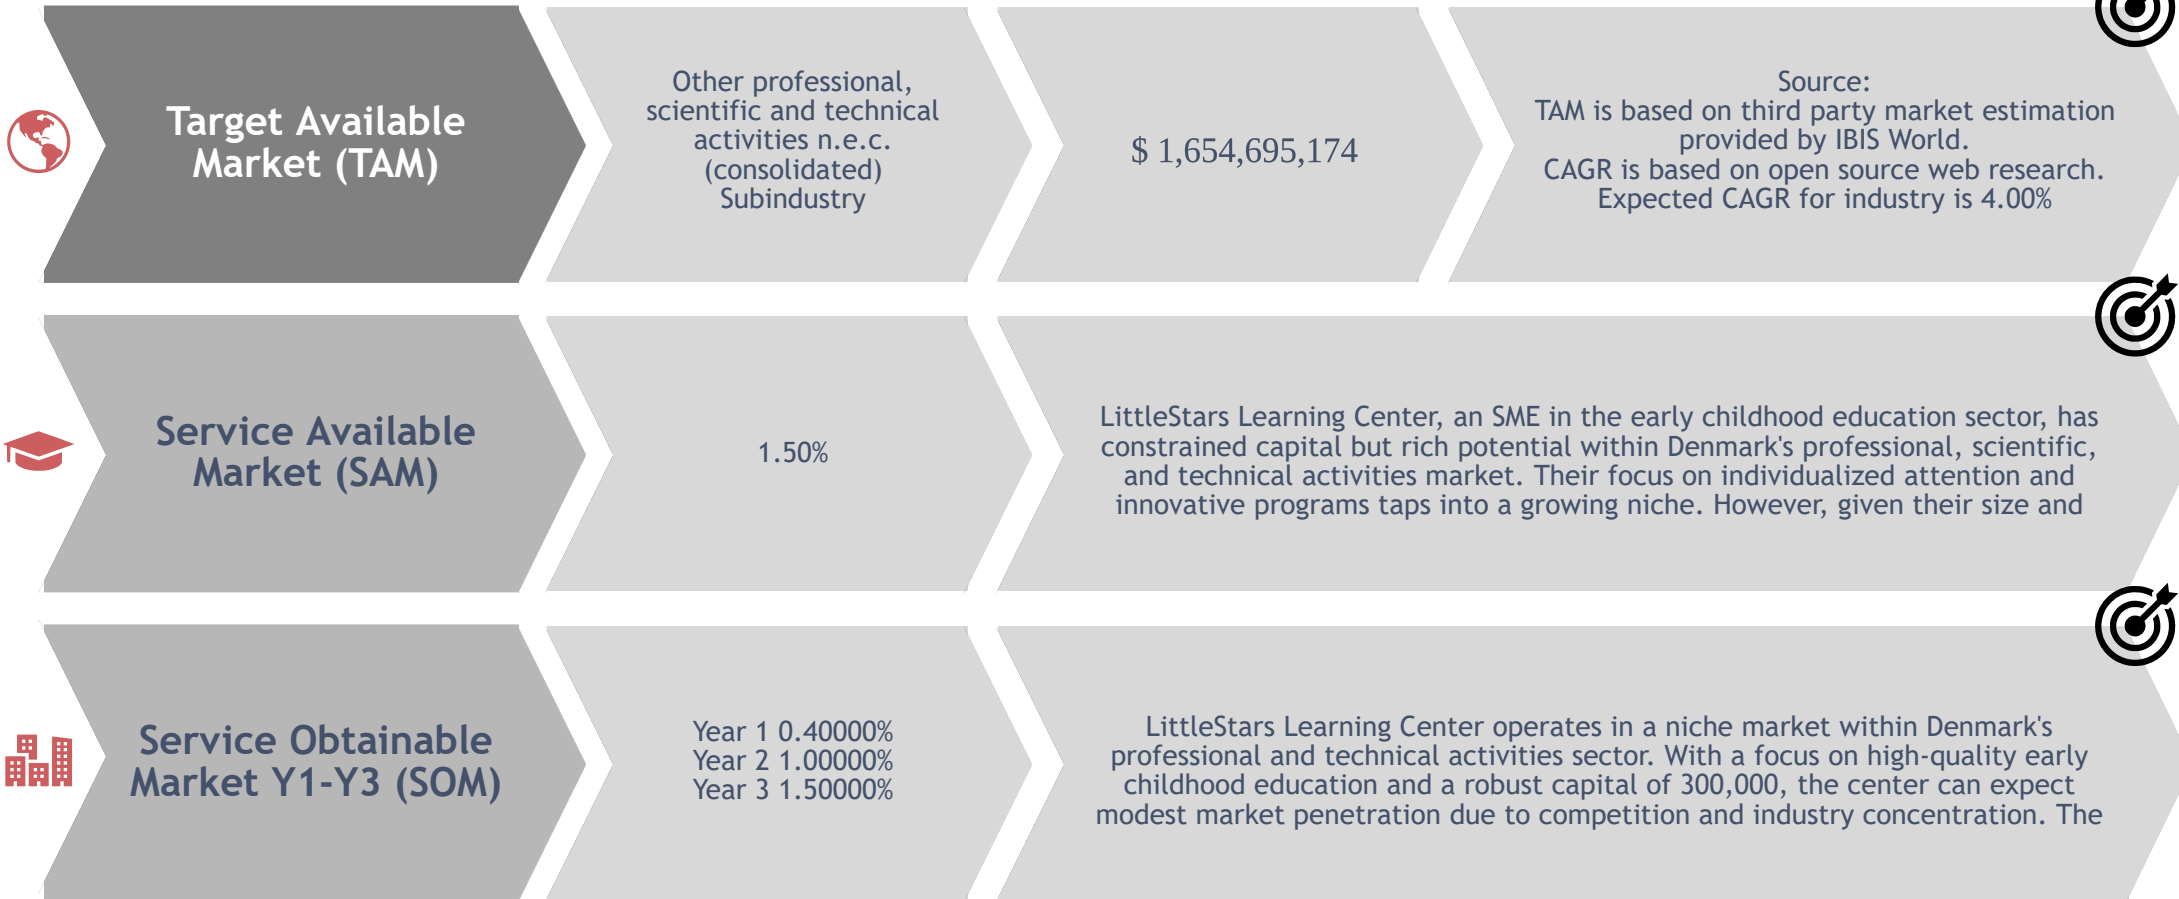 Target Available
Market (TAM)
Other professional,
scientific and technical
activities n.e.c.
(consolidated)
Subindustry
$ 1,654,695,174
Source:
TAM is based on third party market estimation
provided by IBIS World.
CAGR is based on open source web research.
Expected CAGR for industry is 4.00%
Service Available
Market (SAM)
1.50%
LittleStars Learning Center, an SME in the early childhood education sector, has
constrained capital but rich potential within Denmark's professional, scientific,
and technical activities market. Their focus on individualized attention and
innovative programs taps into a growing niche. However, given their size and
Service Obtainable
Market Y1-Y3 (SOM)
Year 1 0.40000%
Year 2 1.00000%
Year 3 1.50000%
LittleStars Learning Center operates in a niche market within Denmark's
professional and technical activities sector. With a focus on high-quality early
childhood education and a robust capital of 300,000, the center can expect
modest market penetration due to competition and industry concentration. The